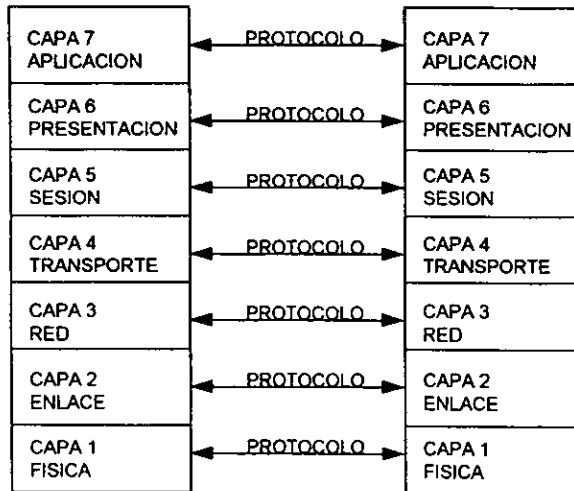 CAPA 7
APLICACION
PROTOCOLO
CAPA 7
APLICACION
CAPA 6
PRESENTACION
PROTOCOLO
CAPA 6
PRESENTACION
CAPA 5
SESION
PROTOCOLO
CAPA 5
SESION
CAPA 4
TRANSPORTE
PROTOCOLO
CAPA 4
TRANSPORTE
CAPA 3
RED
PROTOCOLO
CAPA 3
RED
CAPA 2
ENLACE
PROTOCOLO
CAPA 2
ENLACE
CAPA 1
FISICA
PROTOCOLO
CAPA 1
FISICA